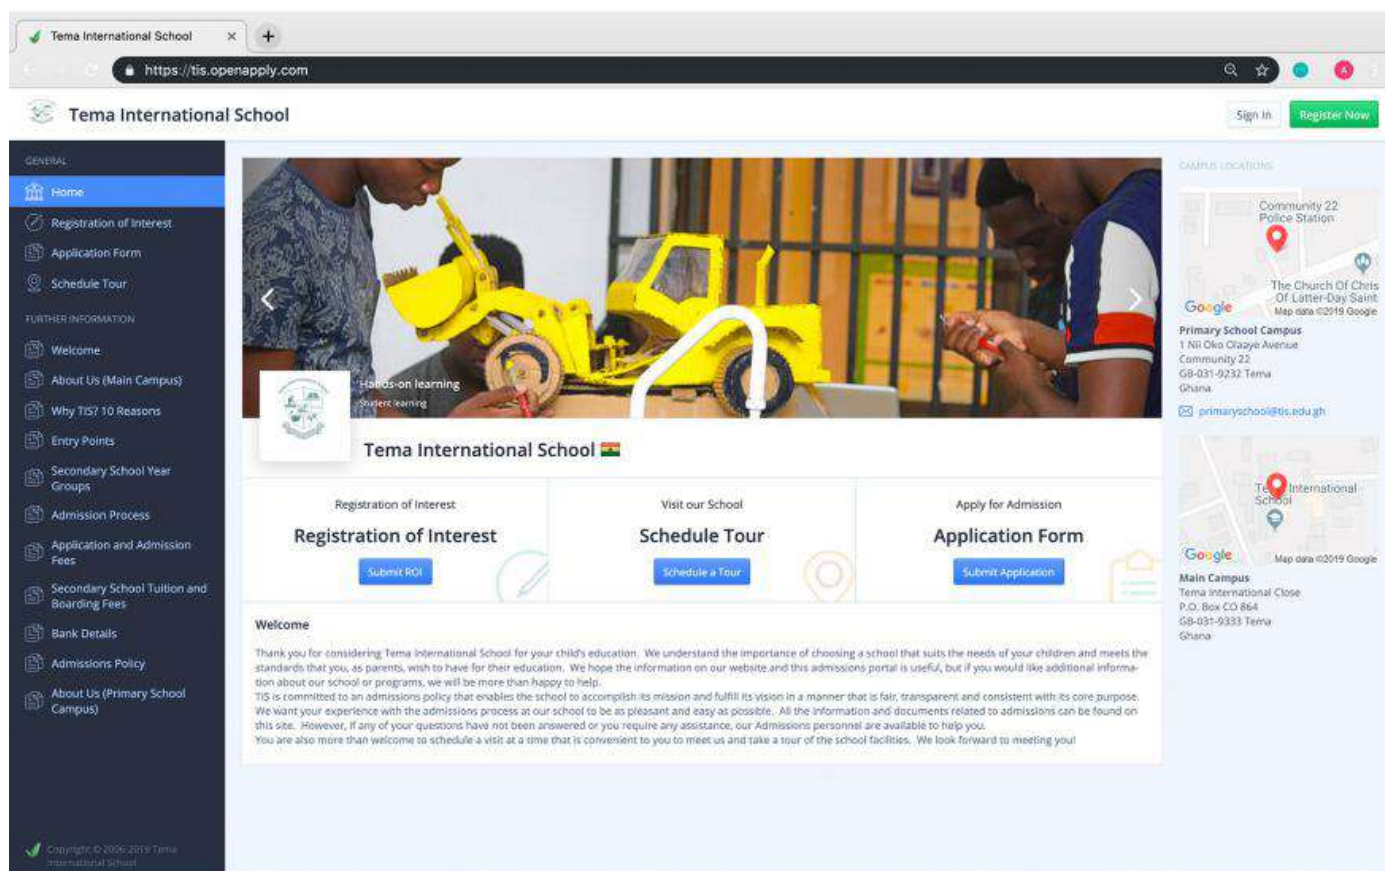 Tema International School
https://tis.openapply.com
A
Tema International School
Sign In
Register Now
GENERAL
Home
Registration of Interest
Application Form
Schedule Tour
FURTHER INFORMATION
Welcome
About Us (Main Campus)
Why TIS? 10 Reasons
Entry Points
Secondary School Year
Groups
Admission Process
Application and Admission
Fees
Secondary School Tuition and
Boarding Fees
Bank Details
Admissions Policy
About Us (Primary School
Campus)
Copyright © 2006-2019 Tema
International School
Hands-on learning
Student learning
Tema International School
Registration of Interest
Registration of Interest
Submit ROI
Visit our School
Schedule Tour
Schedule a Tour
Apply for Admission
Application Form
Submit Application
Welcome
Thank you for considering Tema International School for your child's education. We understand the importance of choosing a school that suits the needs of your children and meets the
standards that you, as parents, wish to have for their education. We hope the information on our website and this admissions portal is useful, but if you would like additional informa-
tion about our school or programs, we will be more than happy to help.
TIS is committed to an admissions policy that enables the school to accomplish its mission and fulfill its vision in a manner that is fair, transparent and consistent with its core purpose.
We want your experience with the admissions process at our school to be as pleasant and easy as possible. All the information and documents related to admissions can be found on
this site. However, if any of your questions have not been answered or you require any assistance, our Admissions personnel are available to help you.
You are also more than welcome to schedule a visit at a time that is convenient to you to meet us and take a tour of the school facilities. We look forward to meeting you!
CAMPUS LOCATIONS
Community 22
Police Station
The Church Of Chris
Of Latter-Day Saint
Google
Map data ©2019 Google
Primary School Campus
1 Nii Oko Olaaye Avenue
Community 22
GB-031-9232 Tema
Ghana
primaryschool@tis.edu.gh
International
School
Google
Map data ©2019 Google
Main Campus
Tema International Close
P.O. Box CO 864
GB-031-9333 Tema
Ghana